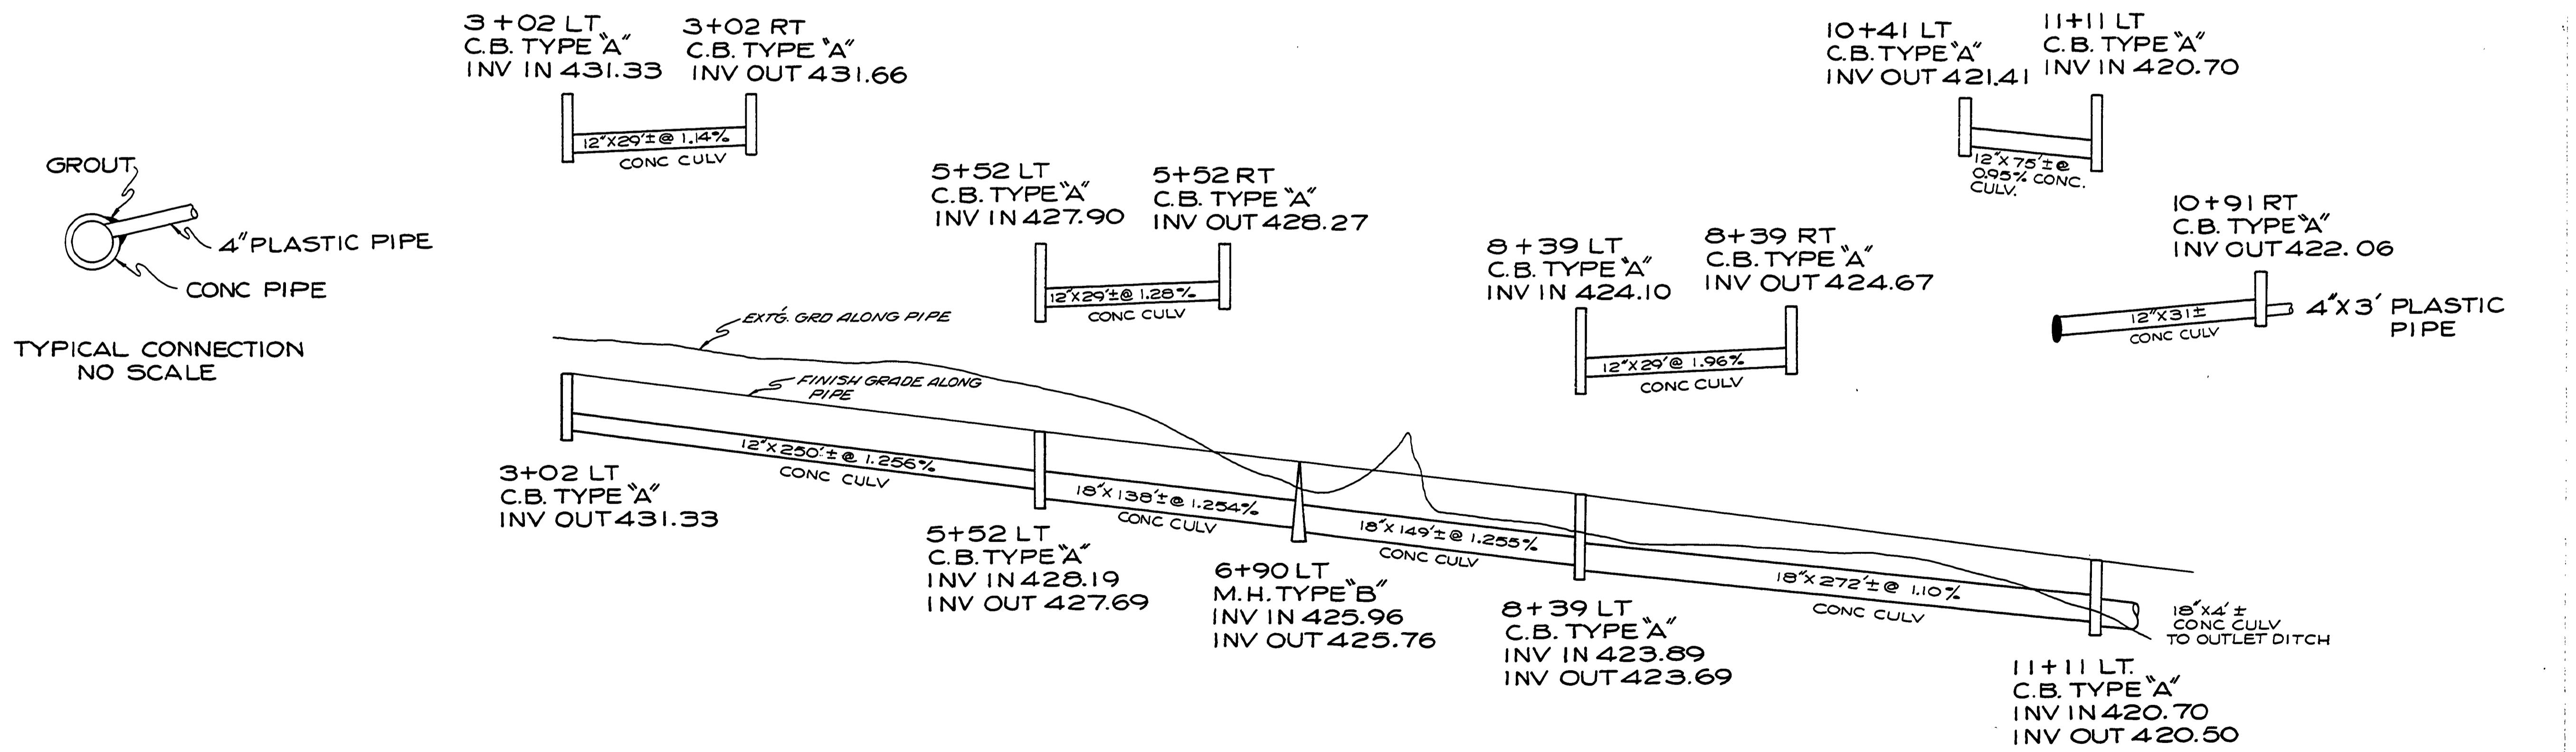 3+02 LT
C.B. TYPE "A"
INV IN 431.33
3+02 RT
C.B. TYPE "A"
INV OUT 431.66
12"X29'± @ 1.14%
CONC CULV
10+41 LT
C.B. TYPE "A"
INV OUT 421.41
11+11 LT
C.B. TYPE "A"
INV IN 420.70
12"X75'± @
0.95% CONC.
CULV.
GROUT
4" PLASTIC PIPE
CONC PIPE
TYPICAL CONNECTION
NO SCALE
5+52 LT
C.B. TYPE "A"
INV IN 427.90
5+52 RT
C.B. TYPE "A"
INV OUT 428.27
12"X29'± @ 1.28%
CONC CULV
8+39 LT
C.B. TYPE "A"
INV IN 424.10
8+39 RT
C.B. TYPE "A"
INV OUT 424.67
12"X29' @ 1.96%
CONC CULV
10+91 RT
C.B. TYPE "A"
INV OUT 422.06
12"X31±
CONC CULV
4"X3' PLASTIC
PIPE
EXT'G. GRD ALONG PIPE
FINISH GRADE ALONG
PIPE
12"X250'± @ 1.256%
CONC CULV
18"X138'± @ 1.254%
CONC CULV
18"X149'± @ 1.255%
CONC CULV
18"X272'± @ 1.10%
CONC CULV
18"X4'±
CONC CULV
TO OUTLET DITCH
3+02 LT
C.B. TYPE "A"
INV OUT 431.33
5+52 LT
C.B. TYPE "A"
INV IN 428.19
INV OUT 427.69
6+90 LT
M.H. TYPE "B"
INV IN 425.96
INV OUT 425.76
8+39 LT
C.B. TYPE "A"
INV IN 423.89
INV OUT 423.69
11+11 LT.
C.B. TYPE "A"
INV IN 420.70
INV OUT 420.50